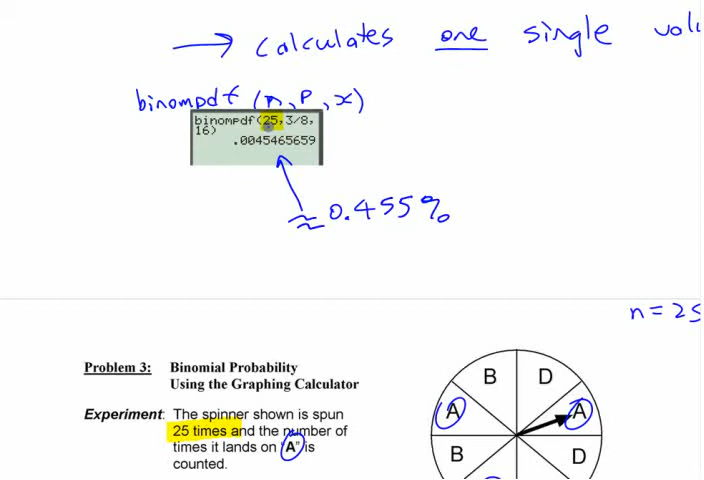 → calculates one single
binompdf (n, p, x)
binompdf(25,3/8,
16)
.0045465659
≈ 0.455%
n = 25
Problem 3: Binomial Probability
Using the Graphing Calculator
Experiment: The spinner shown is spun
25 times and the number of
times it lands on "A" is
counted.
B D
A A
B D